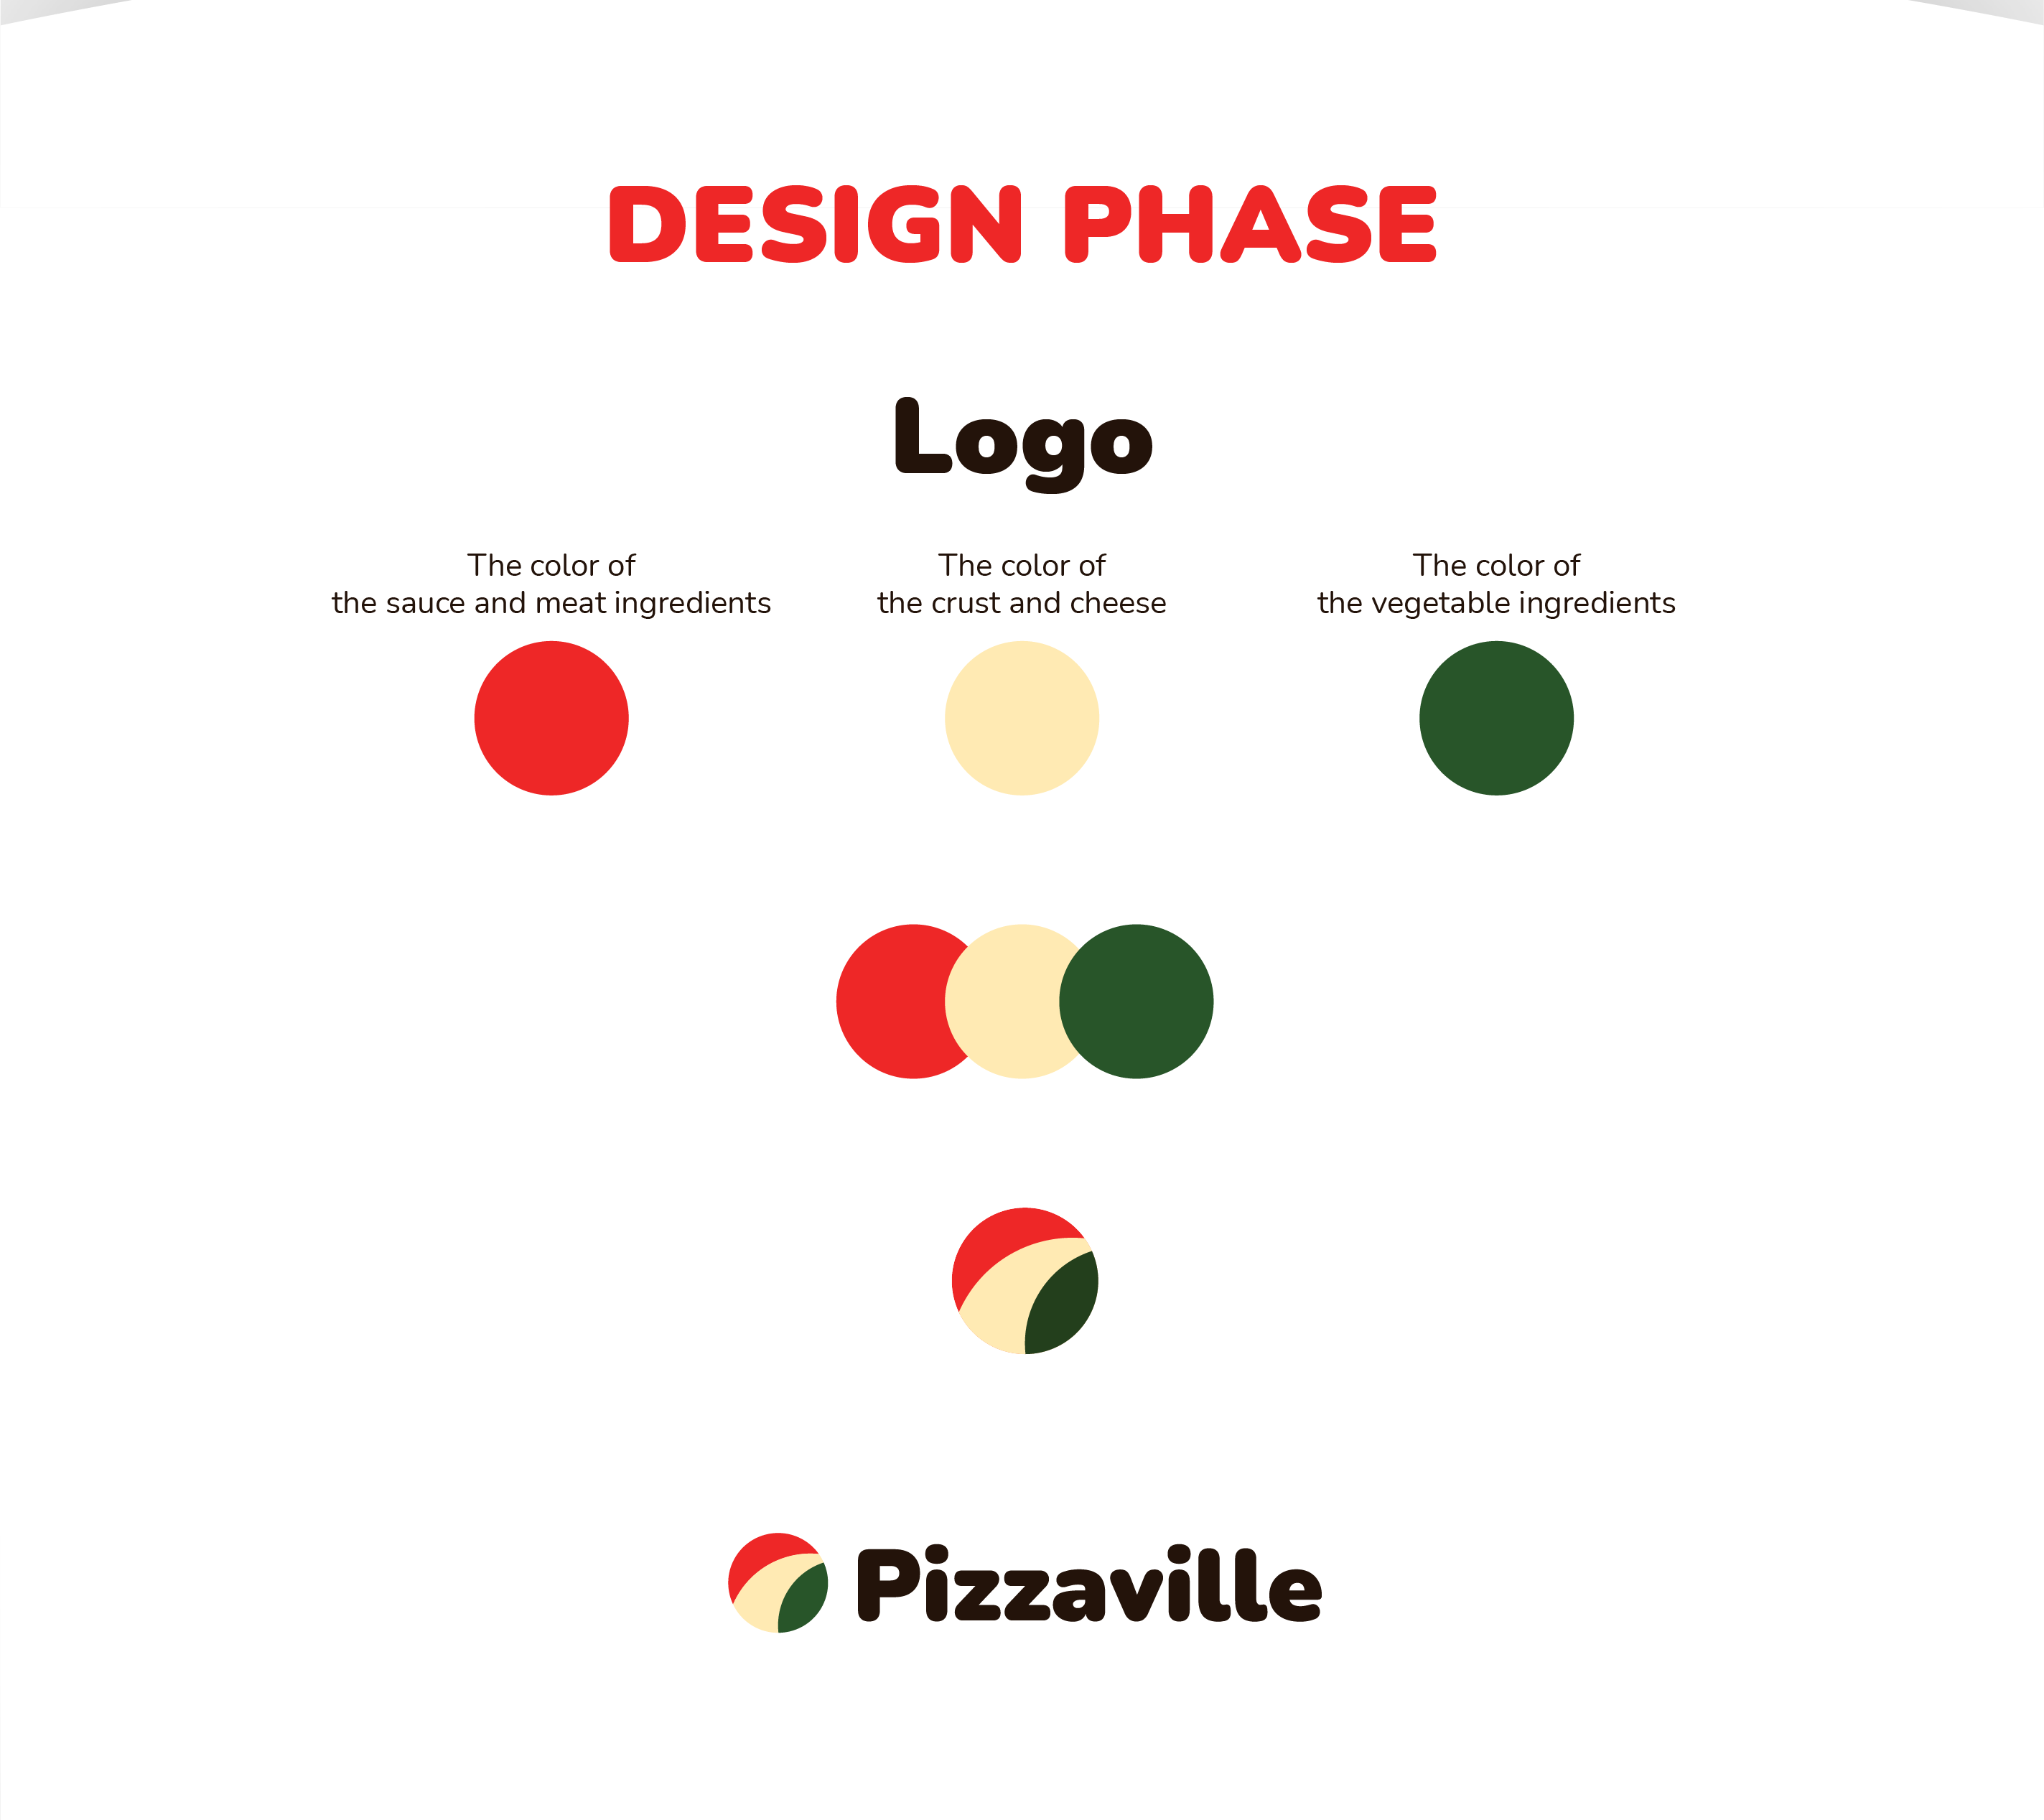 DESIGN PHASE
Logo
The color of
the sauce and meat ingredients
The color of
the crust and cheese
The color of
the vegetable ingredients
Pizzaville